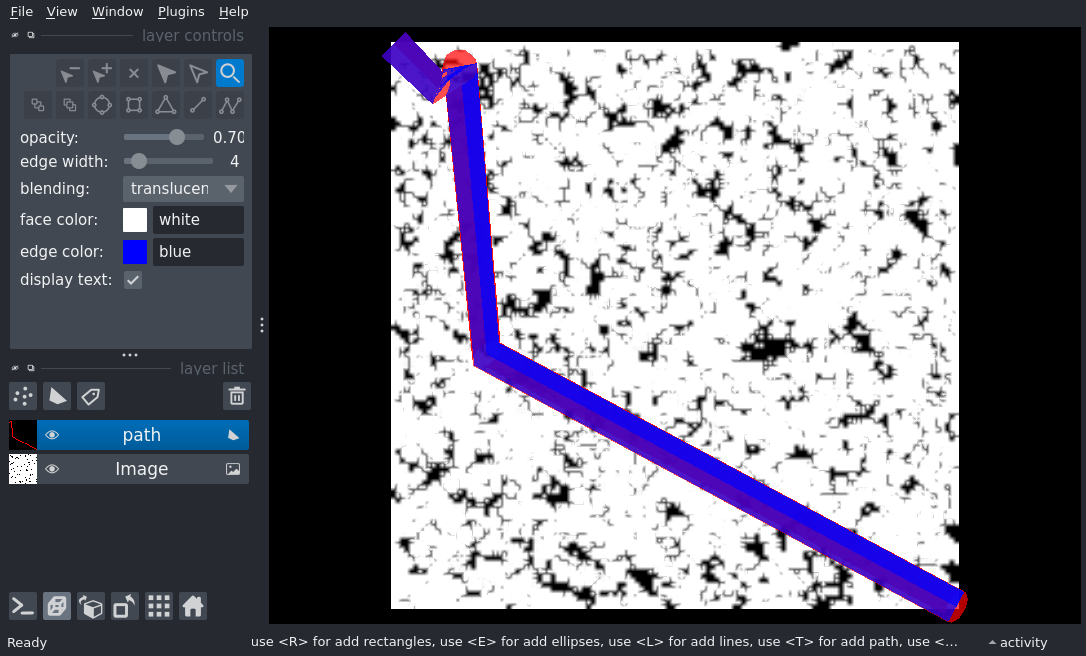 File View Window Plugins Help
layer controls
opacity: 0.70
edge width: 4
blending: translucen
face color: white
edge color: blue
display text:
layer list
path
Image
Ready
use <R> for add rectangles, use <E> for add ellipses, use <L> for add lines, use <T> for add path, use <...
activity